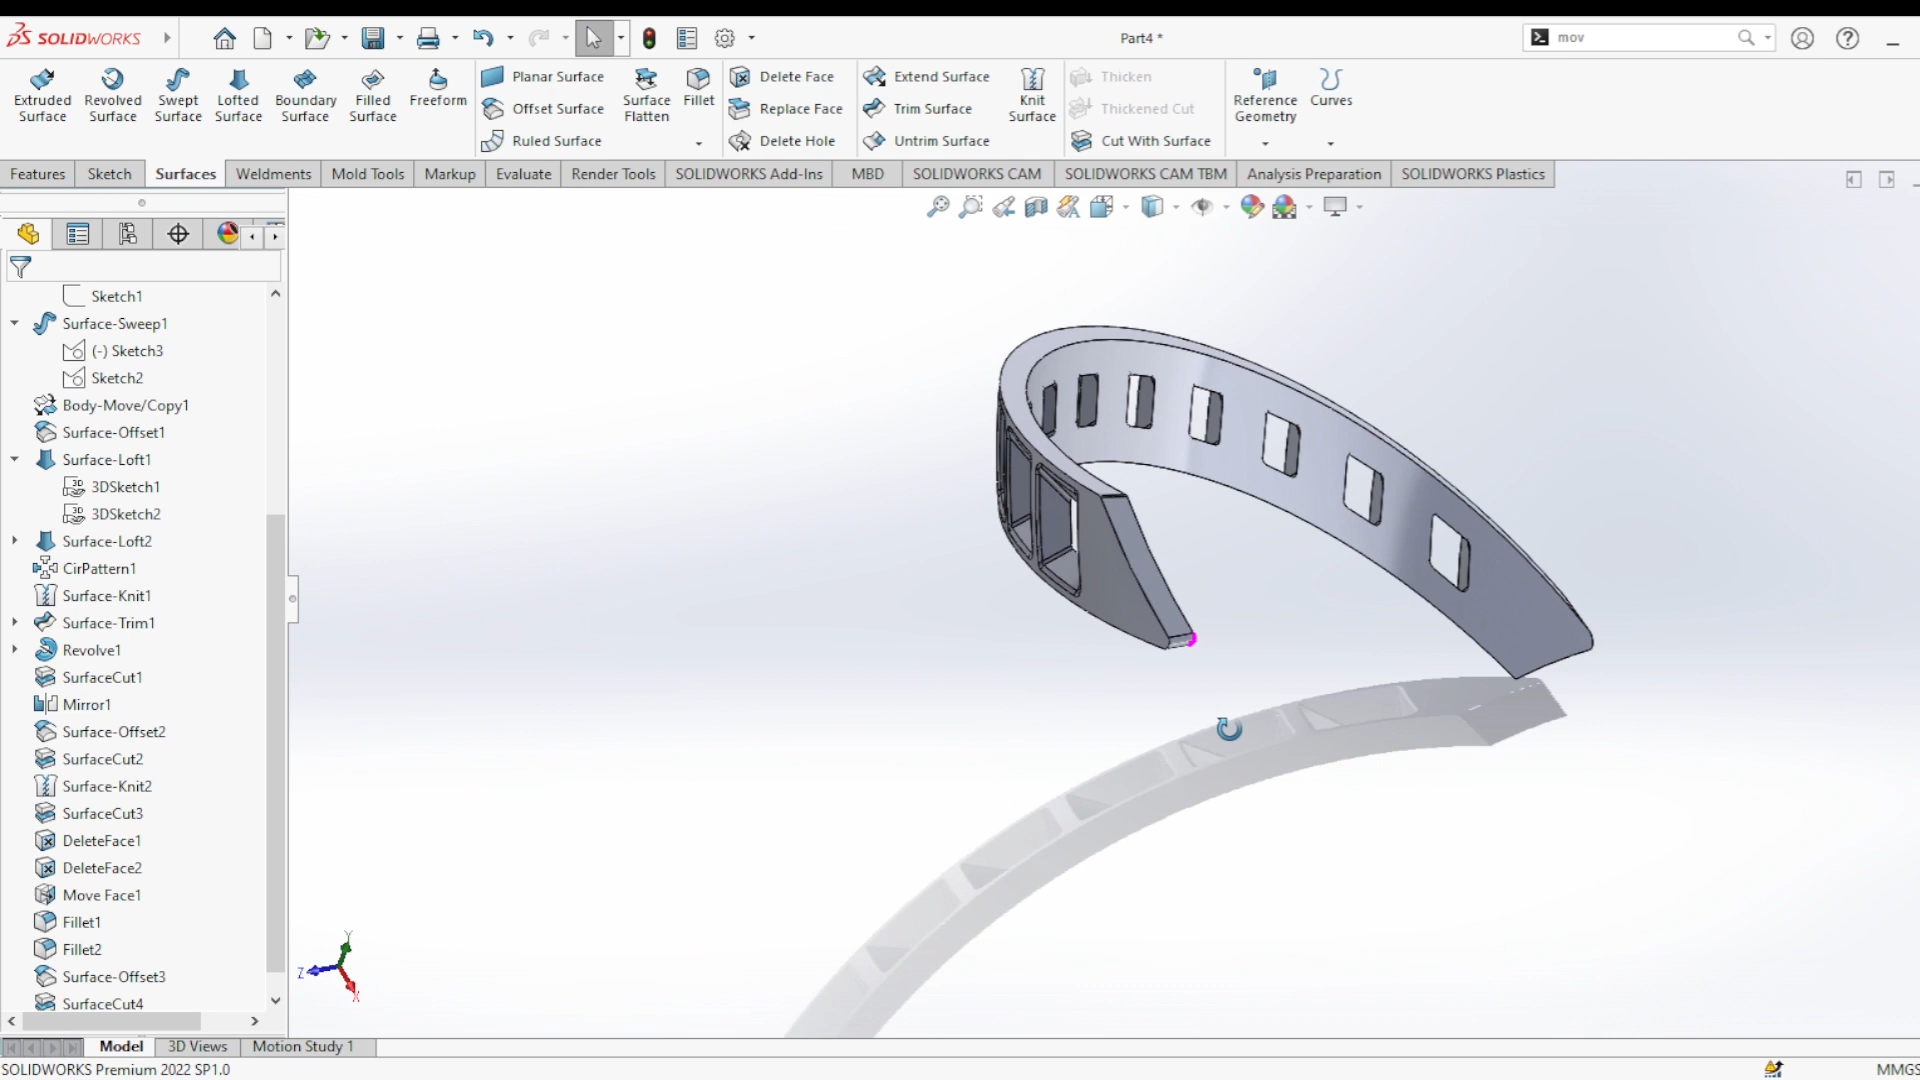 SOLIDWORKS
Part4 *
mov
Extruded Surface
Revolved Surface
Swept Surface
Lofted Surface
Boundary Surface
Filled Surface
Freeform
Planar Surface
Offset Surface
Ruled Surface
Surface Flatten
Fillet
Delete Face
Replace Face
Delete Hole
Extend Surface
Trim Surface
Untrim Surface
Knit Surface
Thicken
Thickened Cut
Cut With Surface
Reference Geometry
Curves
Features
Sketch
Surfaces
Weldments
Mold Tools
Markup
Evaluate
Render Tools
SOLIDWORKS Add-Ins
MBD
SOLIDWORKS CAM
SOLIDWORKS CAM TBM
Analysis Preparation
SOLIDWORKS Plastics
Sketch1
Surface-Sweep1
(-) Sketch3
Sketch2
Body-Move/Copy1
Surface-Offset1
Surface-Loft1
3D 3DSketch1
3D 3DSketch2
Surface-Loft2
CirPattern1
Surface-Knit1
Surface-Trim1
Revolve1
SurfaceCut1
Mirror1
Surface-Offset2
SurfaceCut2
Surface-Knit2
SurfaceCut3
DeleteFace1
DeleteFace2
Move Face1
Fillet1
Fillet2
Surface-Offset3
SurfaceCut4
Y
Z
X
Model
3D Views
Motion Study 1
SOLIDWORKS Premium 2022 SP1.0
MMGS